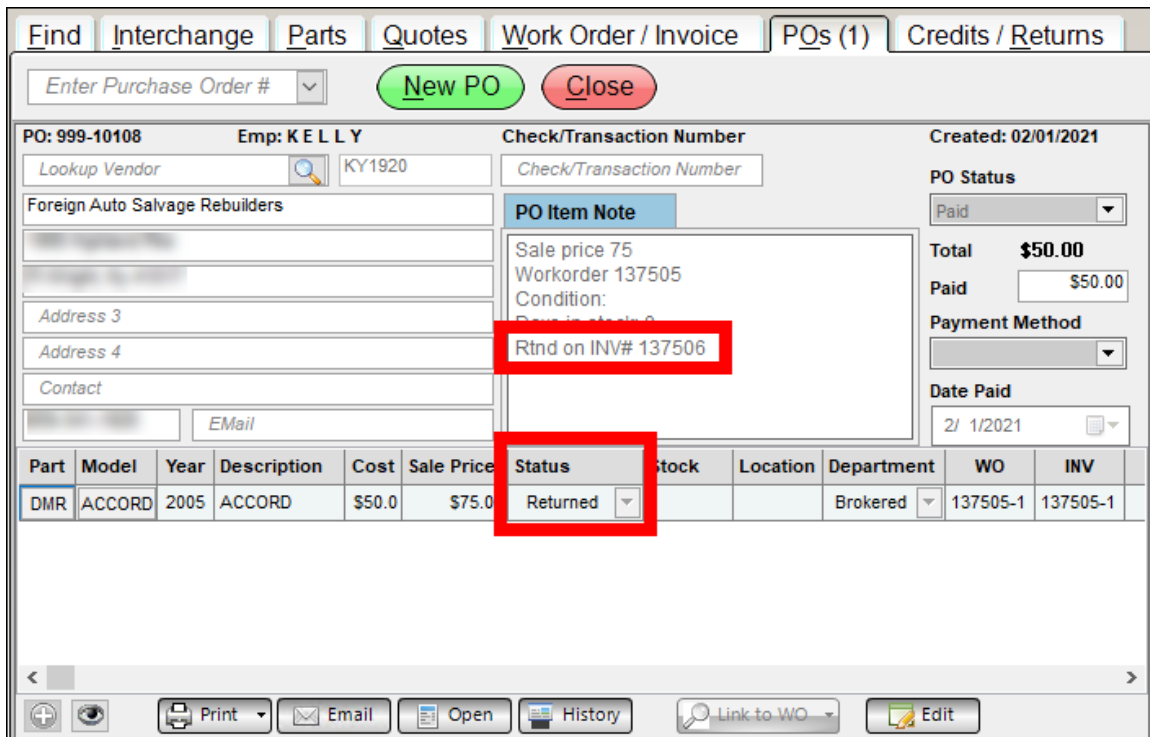 Find Interchange Parts Quotes Work Order / Invoice POs (1) Credits / Returns
Enter Purchase Order # New PO Close
PO: 999-10108 Emp: K E L L Y Check/Transaction Number Created: 02/01/2021
Lookup Vendor KY1920 Check/Transaction Number
PO Status
Foreign Auto Salvage Rebuilders PO Item Note Paid
Sale price 75 Total $50.00
Workorder 137505
Condition: Paid $50.00
Address 3 Payment Method
Address 4 Rtnd on INV# 137506
Contact Date Paid
EMail 2/ 1/2021
Part Model Year Description Cost Sale Price Status Stock Location Department WO INV
DMR ACCORD 2005 ACCORD $50.0 $75.0 Returned Brokered 137505-1 137505-1
Print Email Open History Link to WO Edit